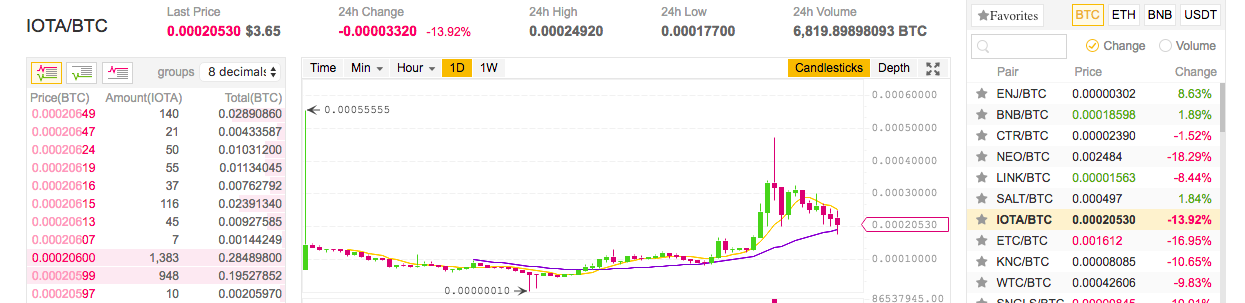 IOTA/BTC
Last Price 24h Change 24h High 24h Low 24h Volume
0.00020530 $3.65 -0.00003320 -13.92% 0.00024920 0.00017700 6,819.89898093 BTC
groups 8 decimals
Price(BTC) Amount(IOTA) Total(BTC)
0.00020649 140 0.02890860
0.00020647 21 0.00433587
0.00020624 50 0.01031200
0.00020619 55 0.01134045
0.00020616 37 0.00762792
0.00020615 116 0.02391340
0.00020613 45 0.00927585
0.00020607 7 0.00144249
0.00020600 1,383 0.28489800
0.00020599 948 0.19527852
0.00020597 10 0.00205970
Time Min Hour 1D 1W Candlesticks Depth
0.00055555
0.00000010
0.00060000
0.00050000
0.00040000
0.00030000
0.00020530
0.00010000
86537945.00
Favorites BTC ETH BNB USDT
Change Volume
Pair Price Change
ENJ/BTC 0.00000302 8.63%
BNB/BTC 0.00018598 1.89%
CTR/BTC 0.00002390 -1.52%
NEO/BTC 0.002484 -18.29%
LINK/BTC 0.00001563 -8.44%
SALT/BTC 0.000497 1.84%
IOTA/BTC 0.00020530 -13.92%
ETC/BTC 0.001612 -16.95%
KNC/BTC 0.00008085 -10.65%
WTC/BTC 0.00042606 -9.83%